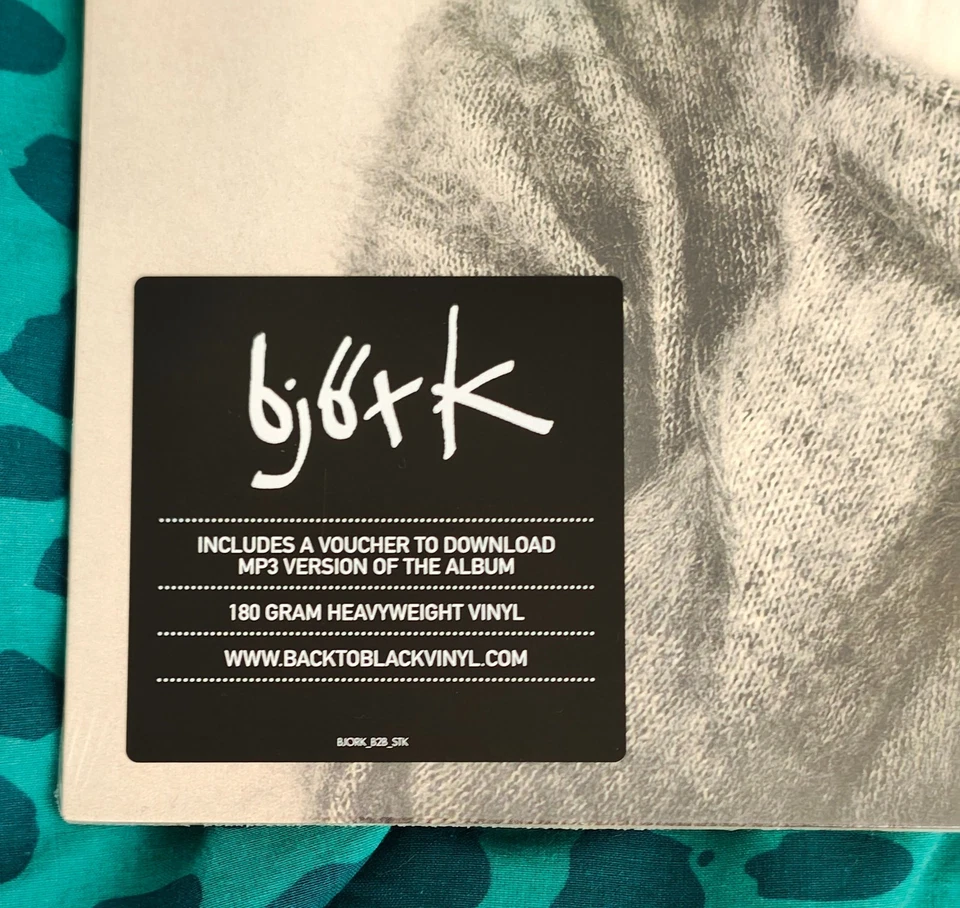 björk
INCLUDES A VOUCHER TO DOWNLOAD
MP3 VERSION OF THE ALBUM
180 GRAM HEAVYWEIGHT VINYL
WWW.BACKTOBLACKVINYL.COM
BJORK_B2B_STK